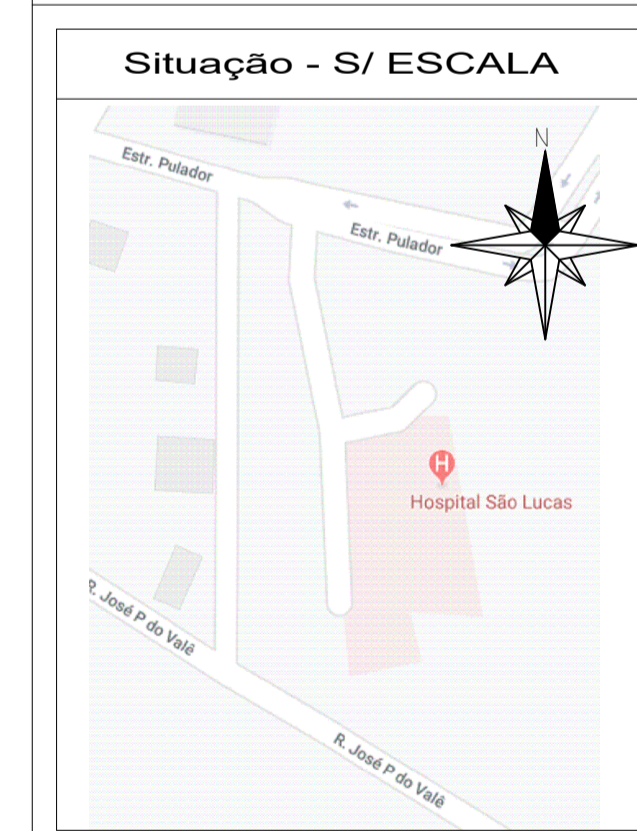 Situação - S/ ESCALA
N
Estr. Pulador
Estr. Pulador
H
Hospital São Lucas
R. José P do Valê
R. José P do Valê